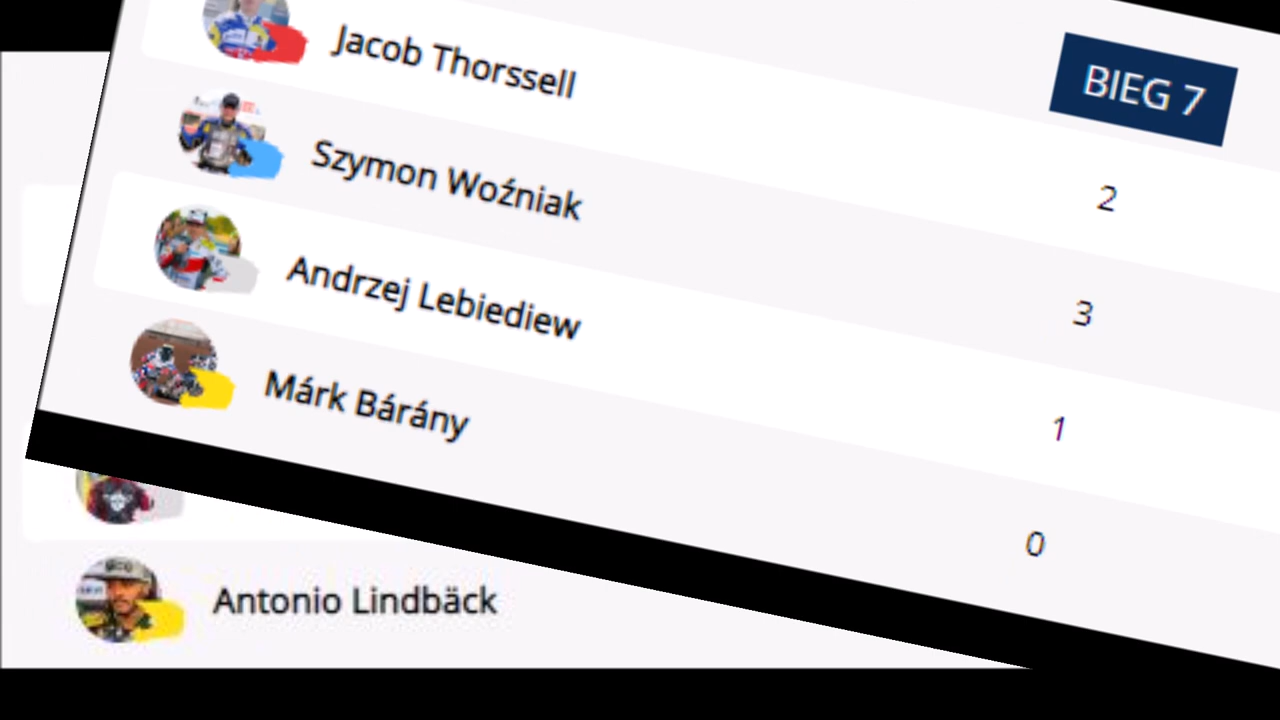 BIEG 7
Jacob Thorssell 2
Szymon Woźniak 3
Andrzej Lebiediew 1
Márk Bárány 0
Antonio Lindbäck